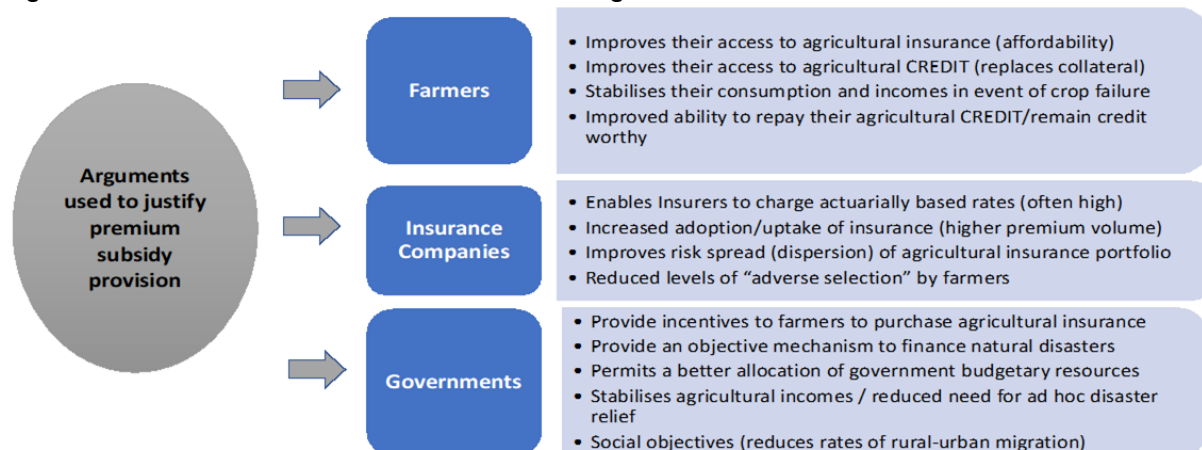 Arguments
used to justify
premium
subsidy
provision
Farmers
• Improves their access to agricultural insurance (affordability)
• Improves their access to agricultural CREDIT (replaces collateral)
• Stabilises their consumption and incomes in event of crop failure
• Improved ability to repay their agricultural CREDIT/remain credit
worthy
Insurance
Companies
• Enables Insurers to charge actuarially based rates (often high)
• Increased adoption/uptake of insurance (higher premium volume)
• Improves risk spread (dispersion) of agricultural insurance portfolio
• Reduced levels of “adverse selection” by farmers
Governments
• Provide incentives to farmers to purchase agricultural insurance
• Provide an objective mechanism to finance natural disasters
• Permits a better allocation of government budgetary resources
• Stabilises agricultural incomes / reduced need for ad hoc disaster
relief
• Social objectives (reduces rates of rural-urban migration)